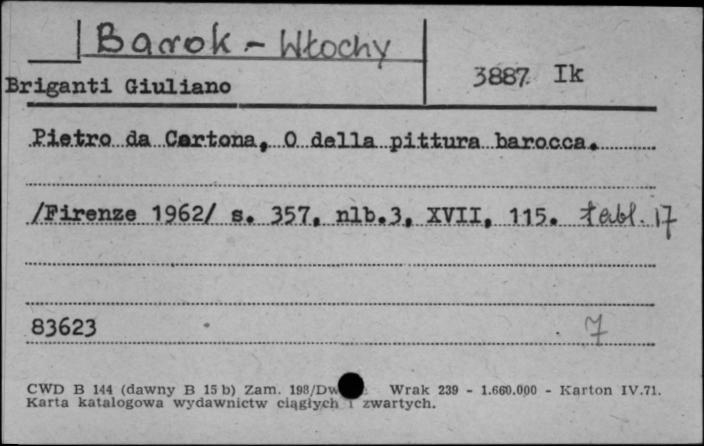 Barok - Włochy
3887 Ik
Briganti Giuliano
Pietro da Cortona, O della pittura barocca.
/Firenze 1962/ s. 357, nlb.3, XVII, 115. tabl. 17
83623
7
CWD B 144 (dawny B 15 b) Zam. 198/Dw Wrak 239 - 1.660.000 - Karton IV.71.
Karta katalogowa wydawnictw ciągłych i zwartych.